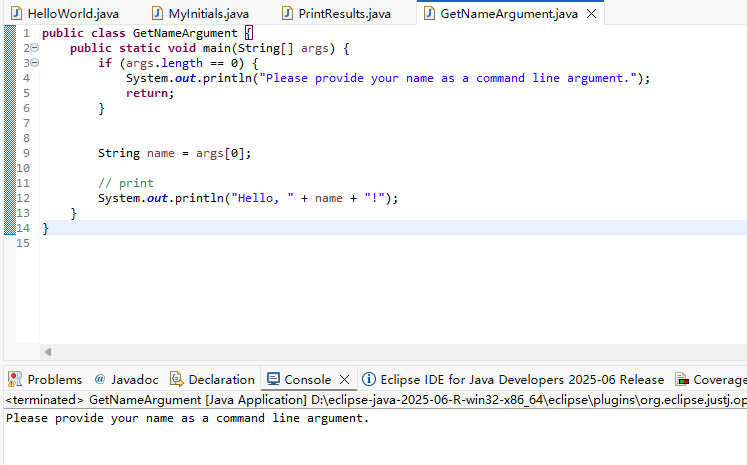 HelloWorld.java MyInitials.java PrintResults.java GetNameArgument.java
1 public class GetNameArgument {
2 public static void main(String[] args) {
3 if (args.length == 0) {
4 System.out.println("Please provide your name as a command line argument.");
5 return;
6 }
7
8
9 String name = args[0];
10
11 // print
12 System.out.println("Hello, " + name + "!");
13 }
14 }
15
Problems @ Javadoc Declaration Console Eclipse IDE for Java Developers 2025-06 Release Coverage
<terminated> GetNameArgument [Java Application] D:\eclipse-java-2025-06-R-win32-x86_64\eclipse\plugins\org.eclipse.justj.op
Please provide your name as a command line argument.